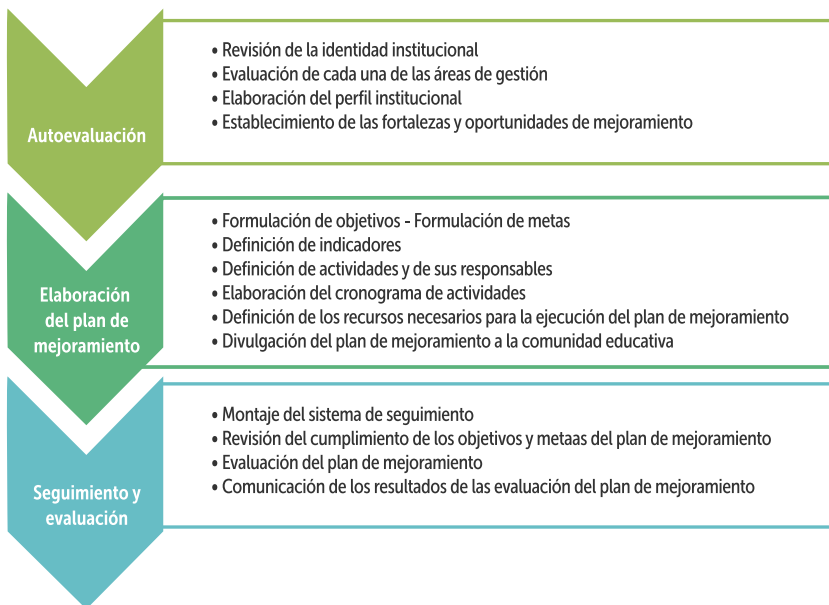 Autoevaluación
• Revisión de la identidad institucional
• Evaluación de cada una de las áreas de gestión
• Elaboración del perfil institucional
• Establecimiento de las fortalezas y oportunidades de mejoramiento
Elaboración
del plan de
mejoramiento
• Formulación de objetivos - Formulación de metas
• Definición de indicadores
• Definición de actividades y de sus responsables
• Elaboración del cronograma de actividades
• Definición de los recursos necesarios para la ejecución del plan de mejoramiento
• Divulgación del plan de mejoramiento a la comunidad educativa
Seguimiento y
evaluación
• Montaje del sistema de seguimiento
• Revisión del cumplimiento de los objetivos y metaas del plan de mejoramiento
• Evaluación del plan de mejoramiento
• Comunicación de los resultados de las evaluación del plan de mejoramiento